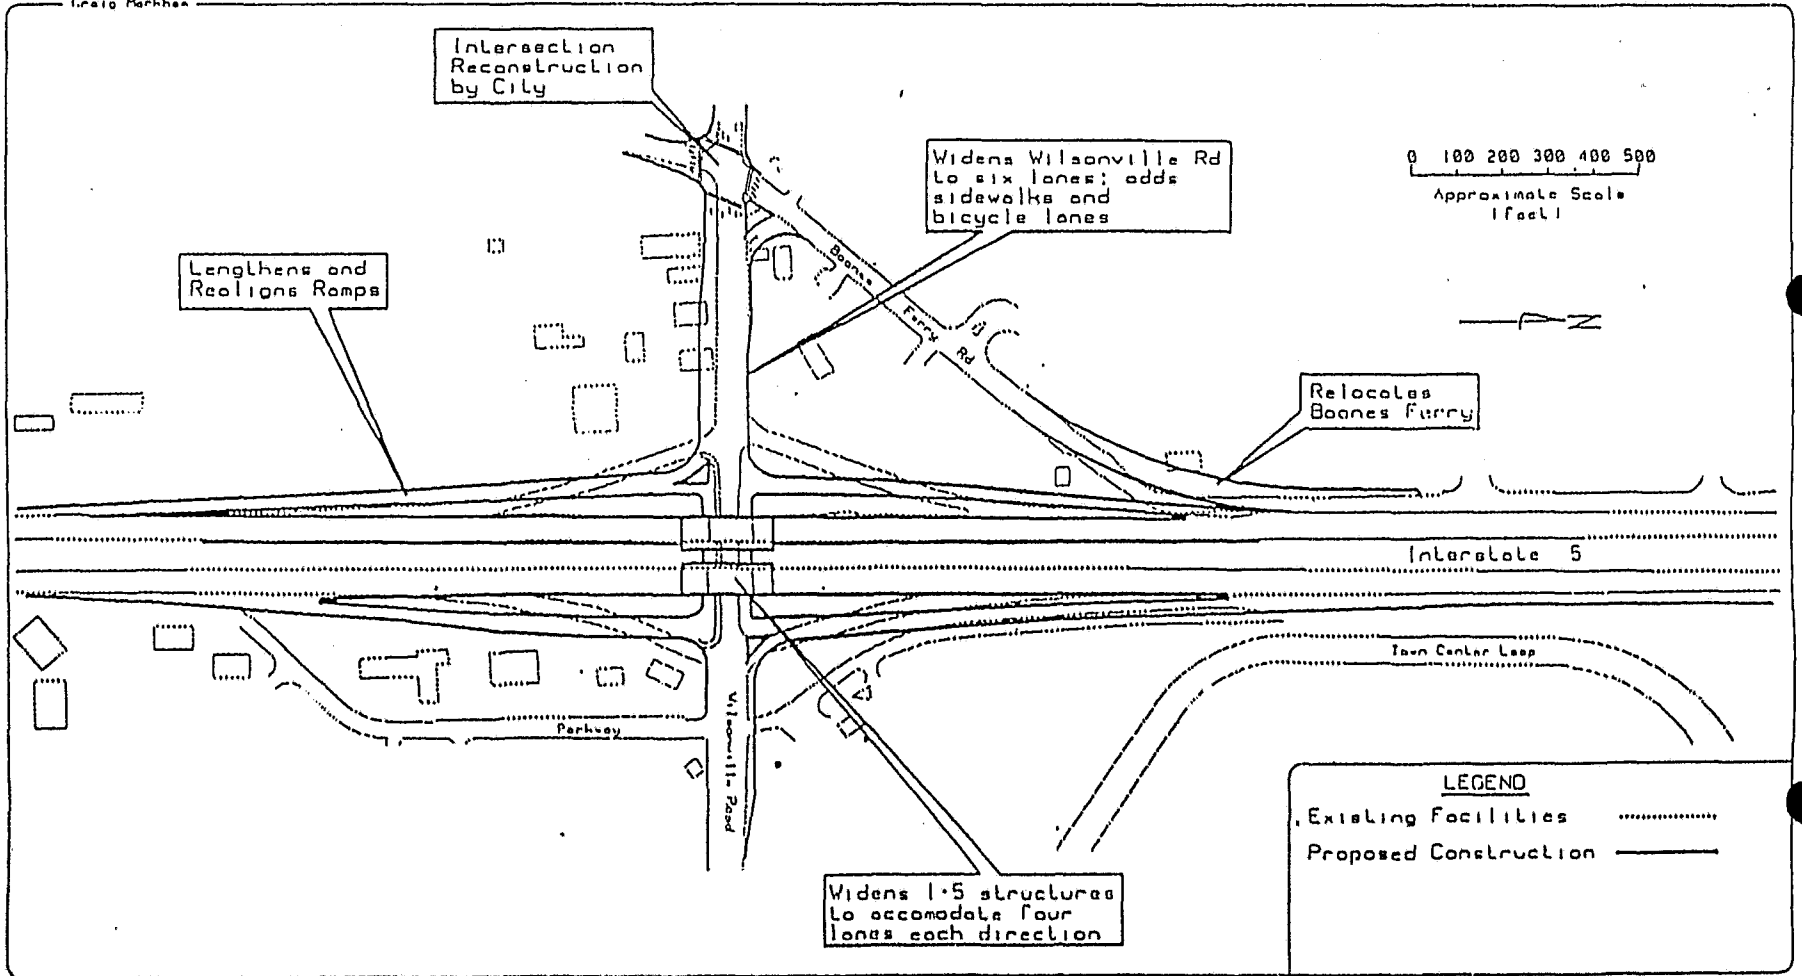 Craig Markham
Intersection
Reconstruction
by City
Widens Wilsonville Rd
to six lanes; adds
sidewalks and
bicycle lanes
0 100 200 300 400 500
Approximate Scale
(feet)
Lengthens and
Realigns Ramps
Boones Ferry Rd
N
Relocates
Boones Ferry
Interstate 5
Town Center Loop
Parkway
Wilsonville Road
LEGEND
Existing Facilities
Proposed Construction
Widens I-5 structures
to accomodate four
lanes each direction